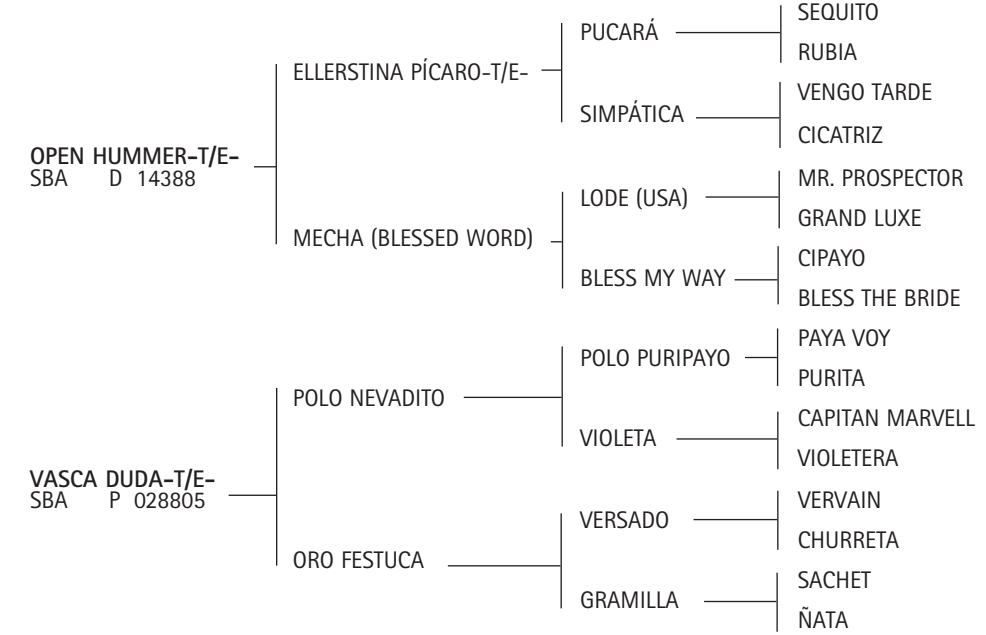 OPEN HUMMER-T/E-
SBA D 14388
ELLERSTINA PÍCARO-T/E-
PUCARÁ
SEQUITO
RUBIA
SIMPÁTICA
VENGO TARDE
CICATRIZ
MECHA (BLESSED WORD)
LODE (USA)
MR. PROSPECTOR
GRAND LUXE
BLESS MY WAY
CIPAYO
BLESS THE BRIDE
VASCA DUDA-T/E-
SBA P 028805
POLO NEVADITO
POLO PURIPAYO
PAYA VOY
PURITA
VIOLETA
CAPITAN MARVELL
VIOLETERA
ORO FESTUCA
VERSADO
VERVAIN
CHURRETA
GRAMILLA
SACHET
ÑATA